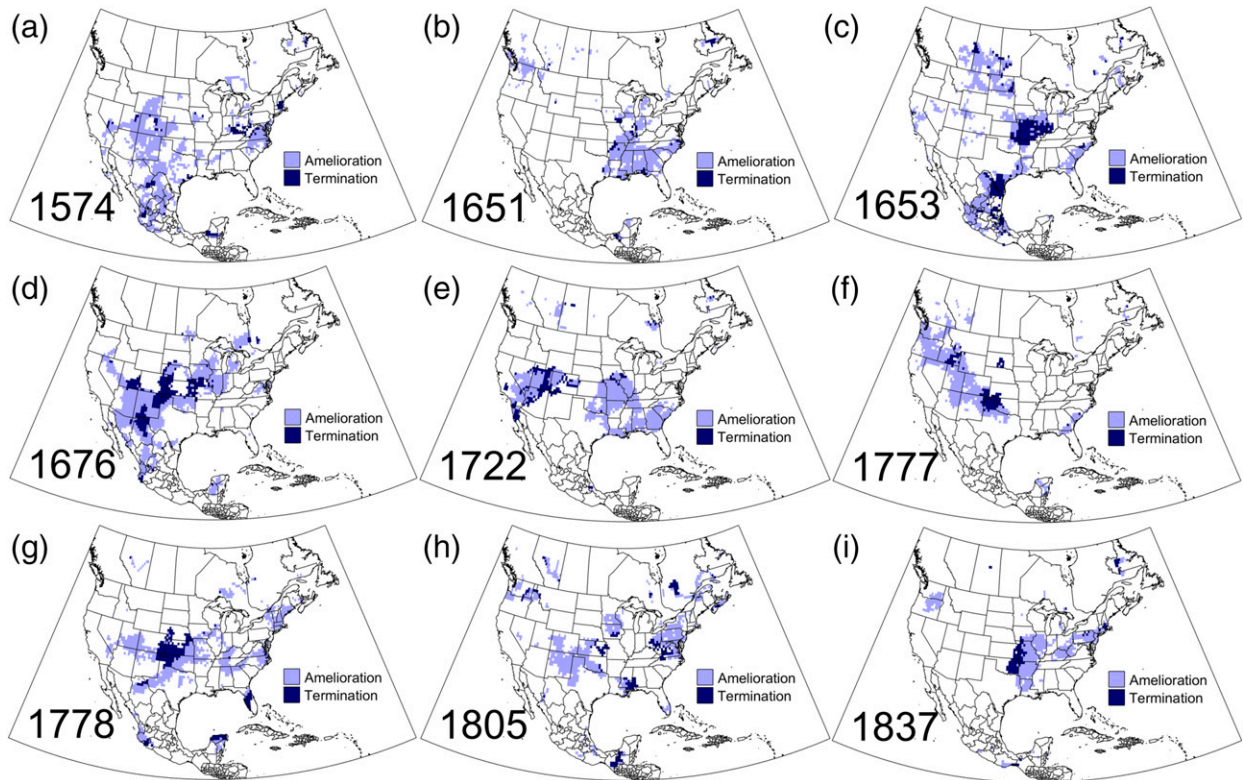 (a)
Amelioration
Termination
1574
(b)
Amelioration
Termination
1651
(c)
Amelioration
Termination
1653
(d)
Amelioration
Termination
1676
(e)
Amelioration
Termination
1722
(f)
Amelioration
Termination
1777
(g)
Amelioration
Termination
1778
(h)
Amelioration
Termination
1805
(i)
Amelioration
Termination
1837